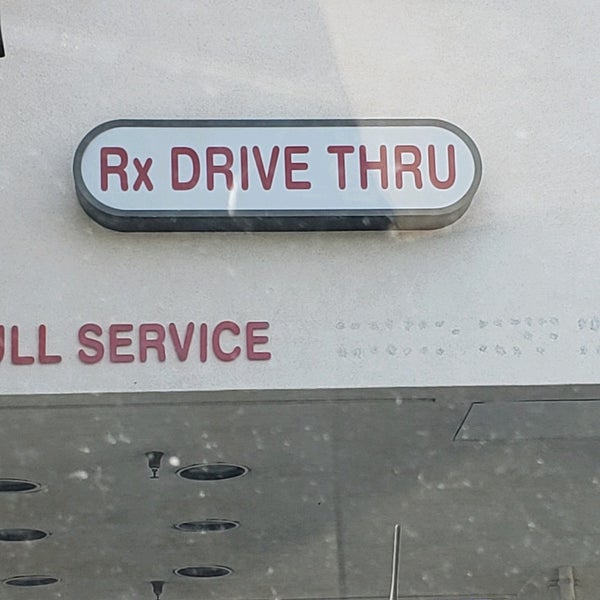 Rx DRIVE THRU
ULL SERVICE